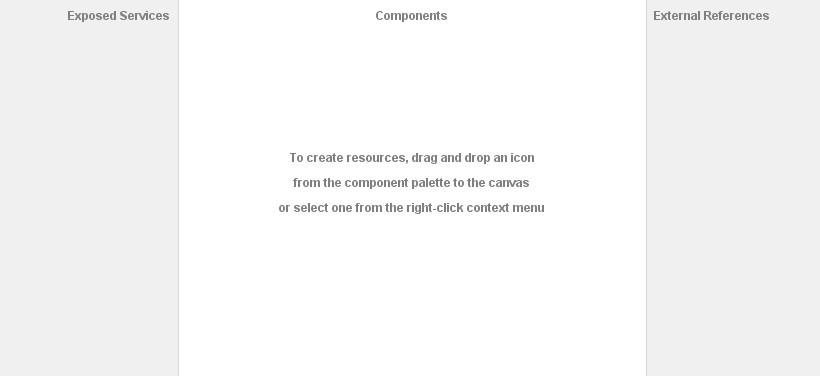 Exposed Services
Components
External References
To create resources, drag and drop an icon
from the component palette to the canvas
or select one from the right-click context menu